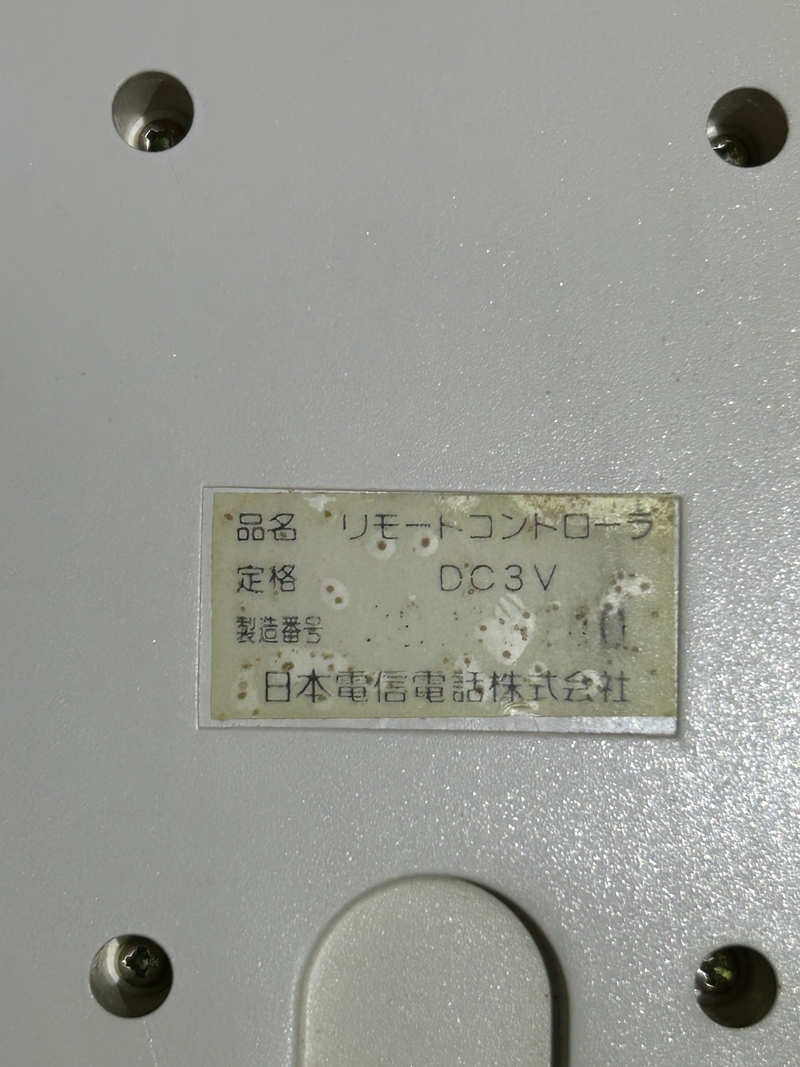 品名 リモートコントローラ
定格 DC3V
製造番号
日本電信電話株式会社